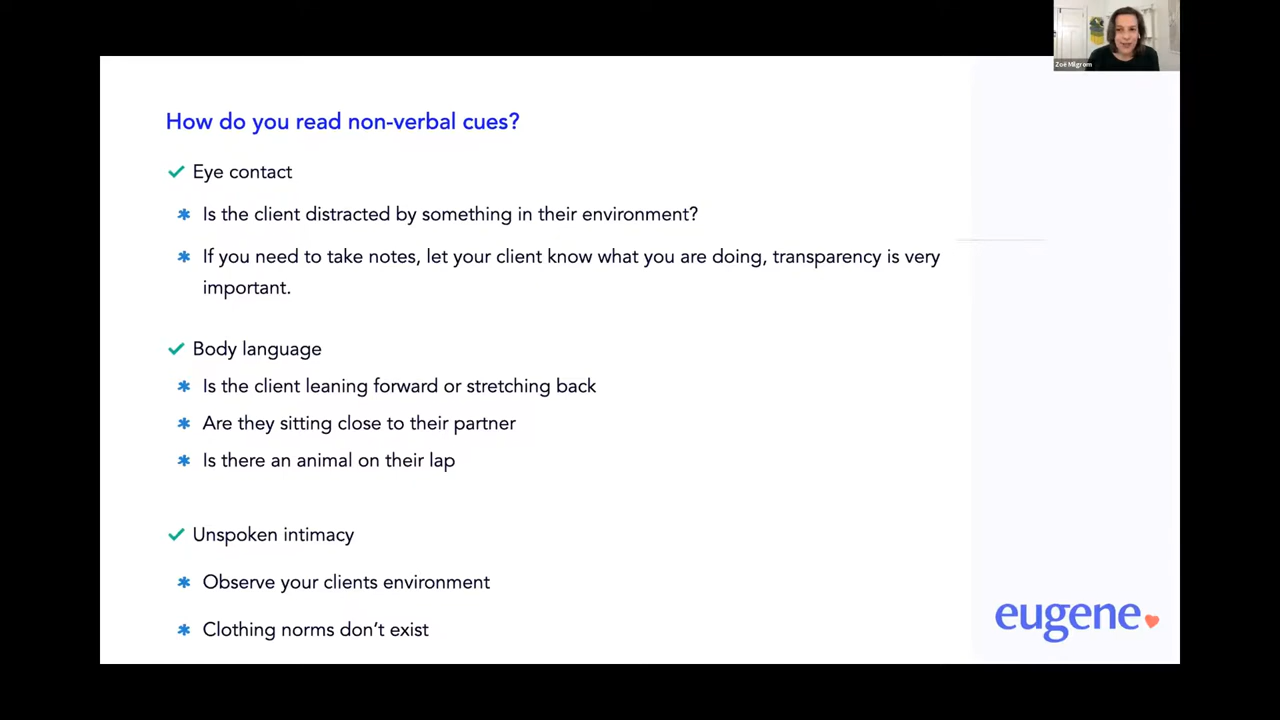 Zoë Milgrom
How do you read non-verbal cues?
Eye contact
Is the client distracted by something in their environment?
If you need to take notes, let your client know what you are doing, transparency is very
important.
Body language
Is the client leaning forward or stretching back
Are they sitting close to their partner
Is there an animal on their lap
Unspoken intimacy
Observe your clients environment
Clothing norms don't exist
eugene